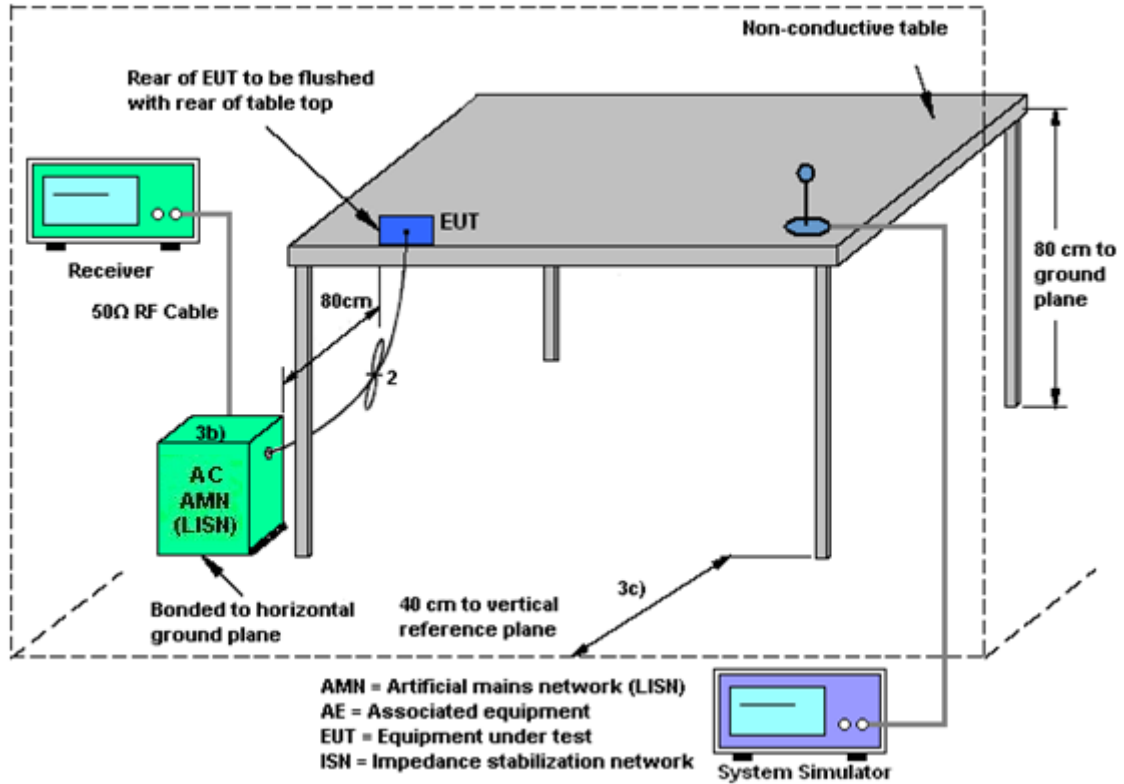 Non-conductive table
Rear of EUT to be flushed
with rear of table top
EUT
Receiver
80cm
80 cm to
ground
plane
50Ω RF Cable
2
3b)
AC
AMN
(LISN)
3c)
40 cm to vertical
reference plane
Bonded to horizontal
ground plane
AMN = Artificial mains network (LISN)
AE = Associated equipment
EUT = Equipment under test
ISN = Impedance stabilization network
System Simulator